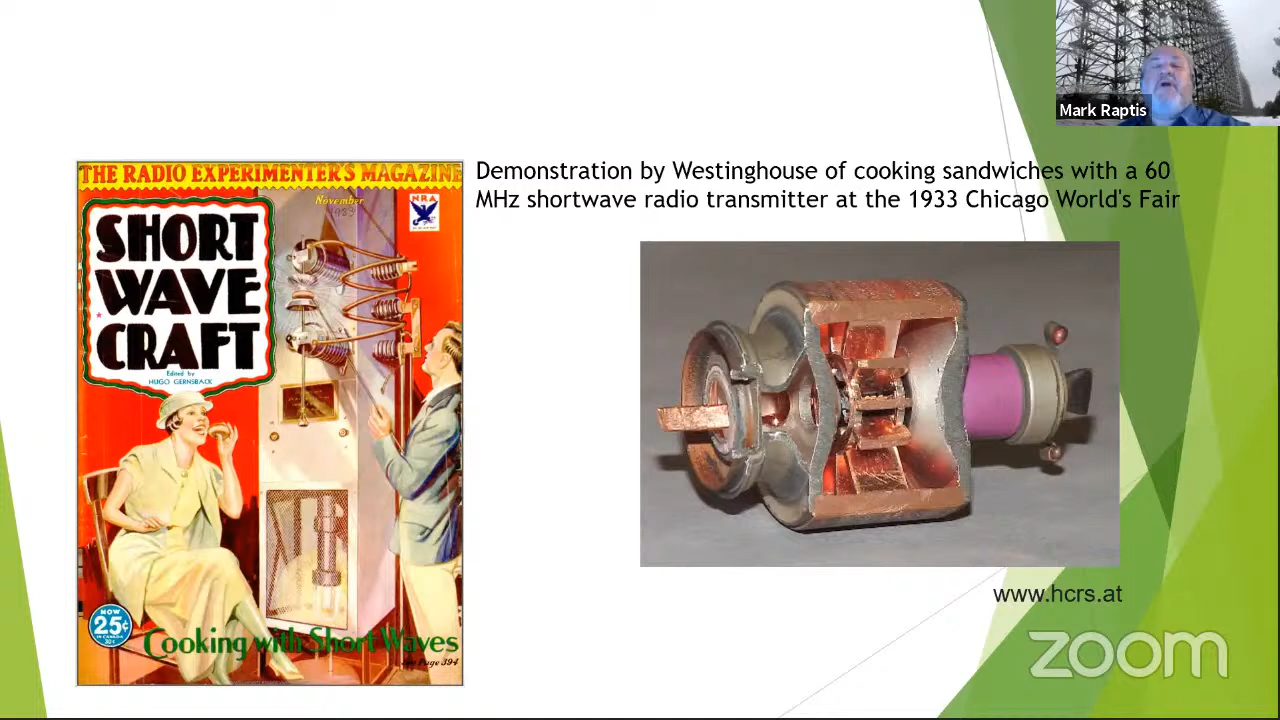 Mark Raptis
Demonstration by Westinghouse of cooking sandwiches with a 60
MHz shortwave radio transmitter at the 1933 Chicago World's Fair
THE RADIO EXPERIMENTER'S MAGAZINE
November
1933
NRA
SHORT
WAVE
CRAFT
Edited by
HUGO GERNSBACK
NOW
25¢
IN CANADA
30¢
Cooking with Short Waves
See Page 394
www.hcrs.at
zoom